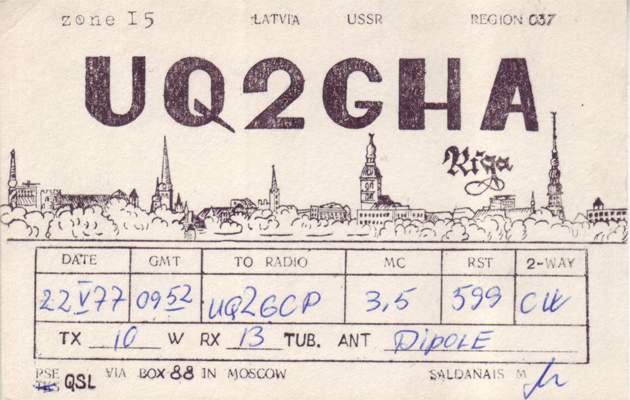 zone 15 LATVIA USSR REGION 037
UQ2GHA
Rīga
DATE GMT TO RADIO MC RST 2-WAY
22 V 77 0952 UQ2GCP 3,5 599 CW
TX 10 W RX 13 TUB. ANT DIPOLE
PSE QSL VIA BOX 88 IN MOSCOW SALDANAIS M